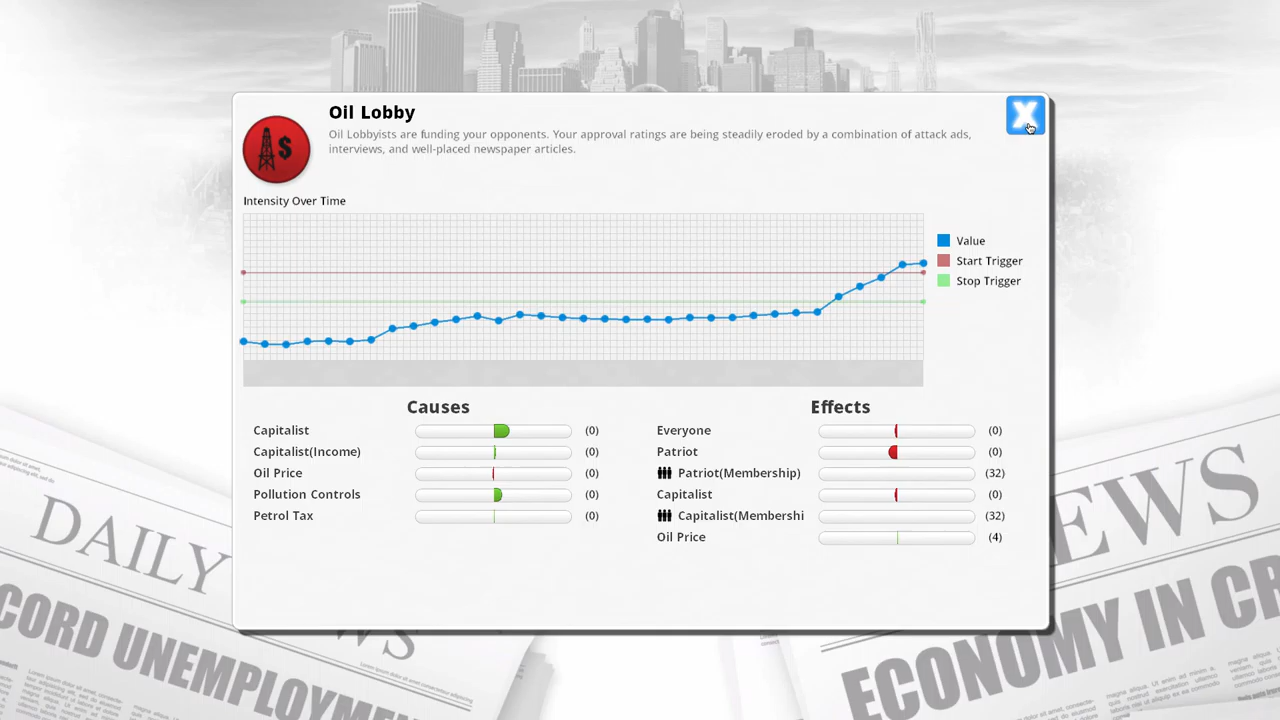 Oil Lobby
Oil Lobbyists are funding your opponents. Your approval ratings are being steadily eroded by a combination of attack ads,
interviews, and well-placed newspaper articles.
Intensity Over Time
Value
Start Trigger
Stop Trigger
Causes
Capitalist (0)
Capitalist(Income) (0)
Oil Price (0)
Pollution Controls (0)
Petrol Tax (0)
Effects
Everyone (0)
Patriot (0)
Patriot(Membership) (32)
Capitalist (0)
Capitalist(Membershi (32)
Oil Price (4)
DAILY
WS
CORD UNEMPLOYME
EWS
ECONOMY IN CR